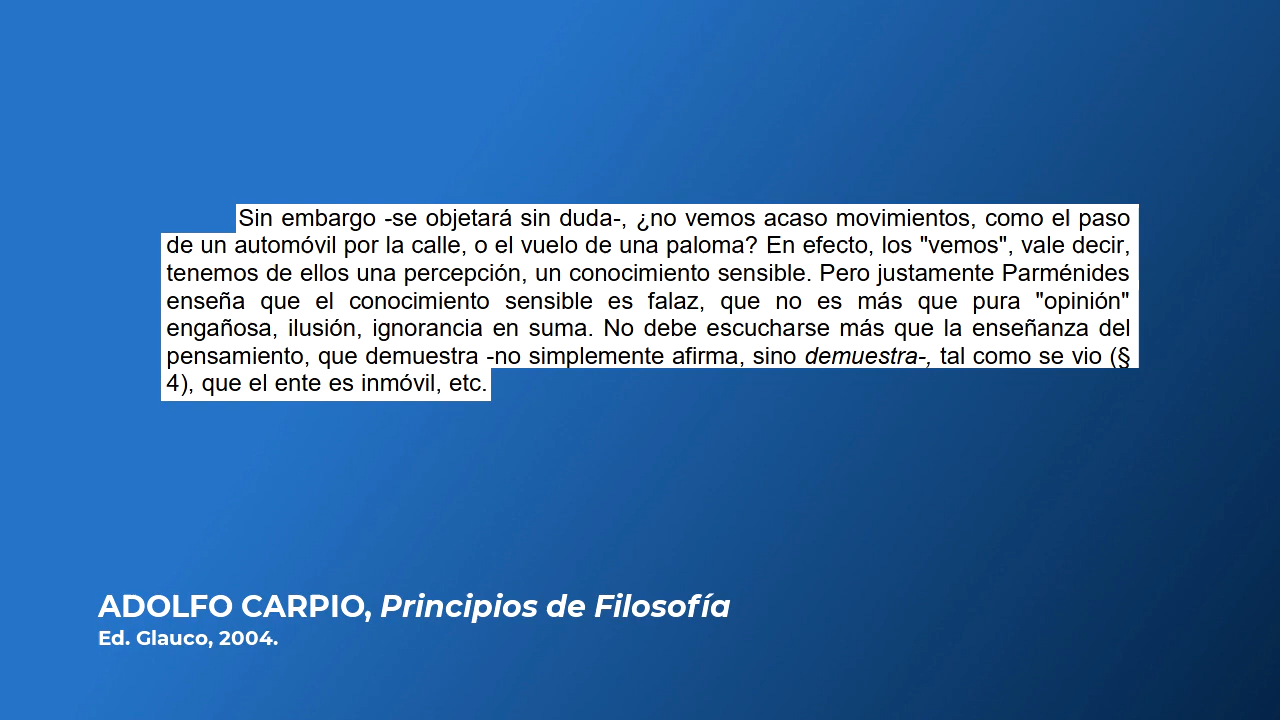 Sin embargo -se objetará sin duda-, ¿no vemos acaso movimientos, como el paso
de un automóvil por la calle, o el vuelo de una paloma? En efecto, los "vemos", vale decir,
tenemos de ellos una percepción, un conocimiento sensible. Pero justamente Parménides
enseña que el conocimiento sensible es falaz, que no es más que pura "opinión"
engañosa, ilusión, ignorancia en suma. No debe escucharse más que la enseñanza del
pensamiento, que demuestra -no simplemente afirma, sino demuestra-, tal como se vio (§
4), que el ente es inmóvil, etc.
ADOLFO CARPIO, Principios de Filosofía
Ed. Glauco, 2004.